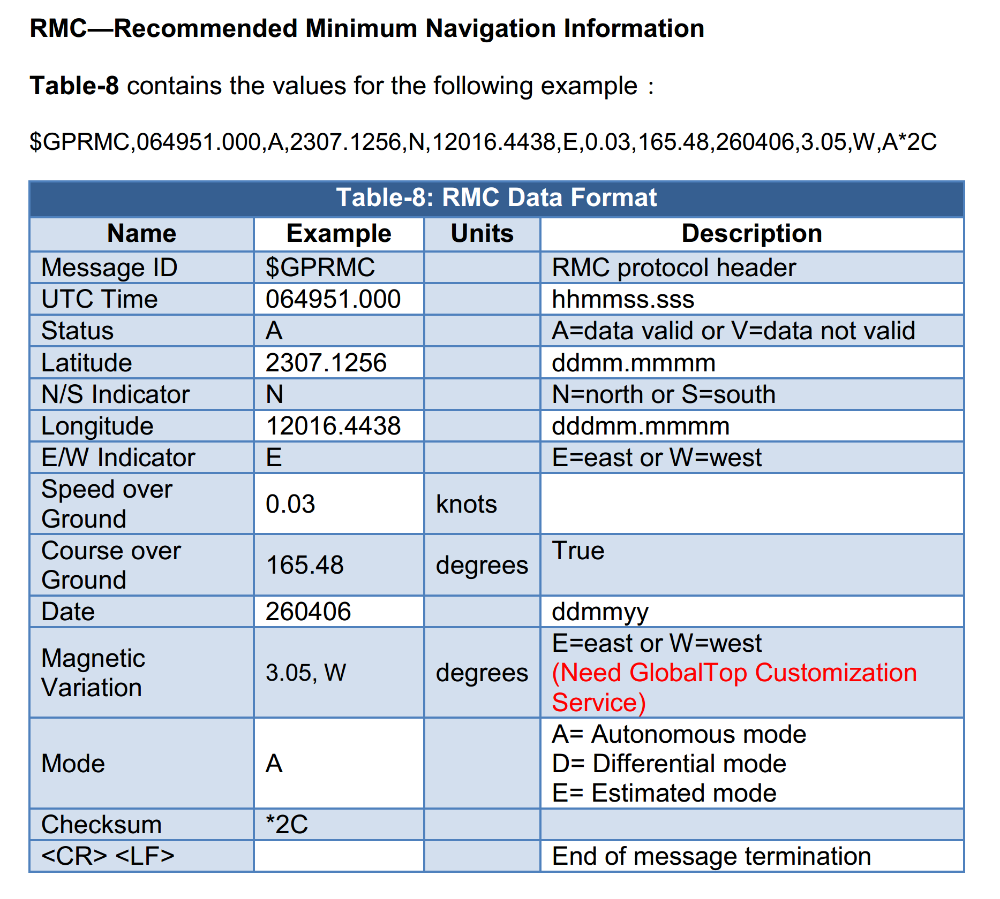 RMC—Recommended Minimum Navigation Information
Table-8 contains the values for the following example：
$GPRMC,064951.000,A,2307.1256,N,12016.4438,E,0.03,165.48,260406,3.05,W,A*2C
Table-8: RMC Data Format
Name Example Units Description
Message ID $GPRMC RMC protocol header
UTC Time 064951.000 hhmmss.sss
Status A A=data valid or V=data not valid
Latitude 2307.1256 ddmm.mmmm
N/S Indicator N N=north or S=south
Longitude 12016.4438 dddmm.mmmm
E/W Indicator E E=east or W=west
Speed over
Ground
0.03 knots
Course over
Ground
165.48 degrees True
Date 260406 ddmmyy
Magnetic
Variation
3.05, W degrees
E=east or W=west
(Need GlobalTop Customization
Service)
Mode A
A= Autonomous mode
D= Differential mode
E= Estimated mode
Checksum *2C
<CR> <LF> End of message termination